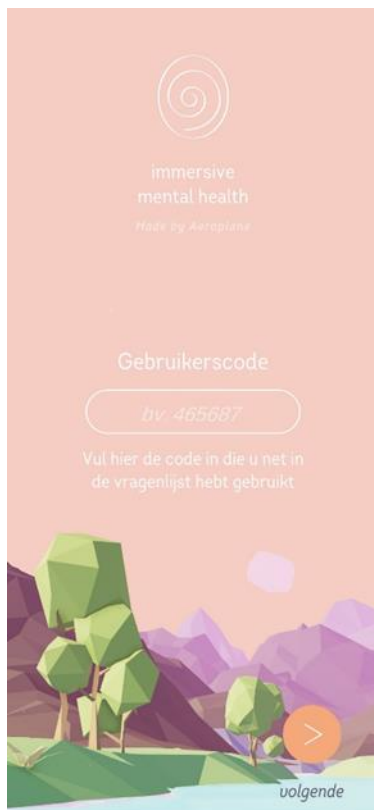 immersive
mental health
Made by Aeroplane
Gebruikerscode
bv. 465687
Vul hier de code in die u net in
de vragenlijst hebt gebruikt
>
volgende